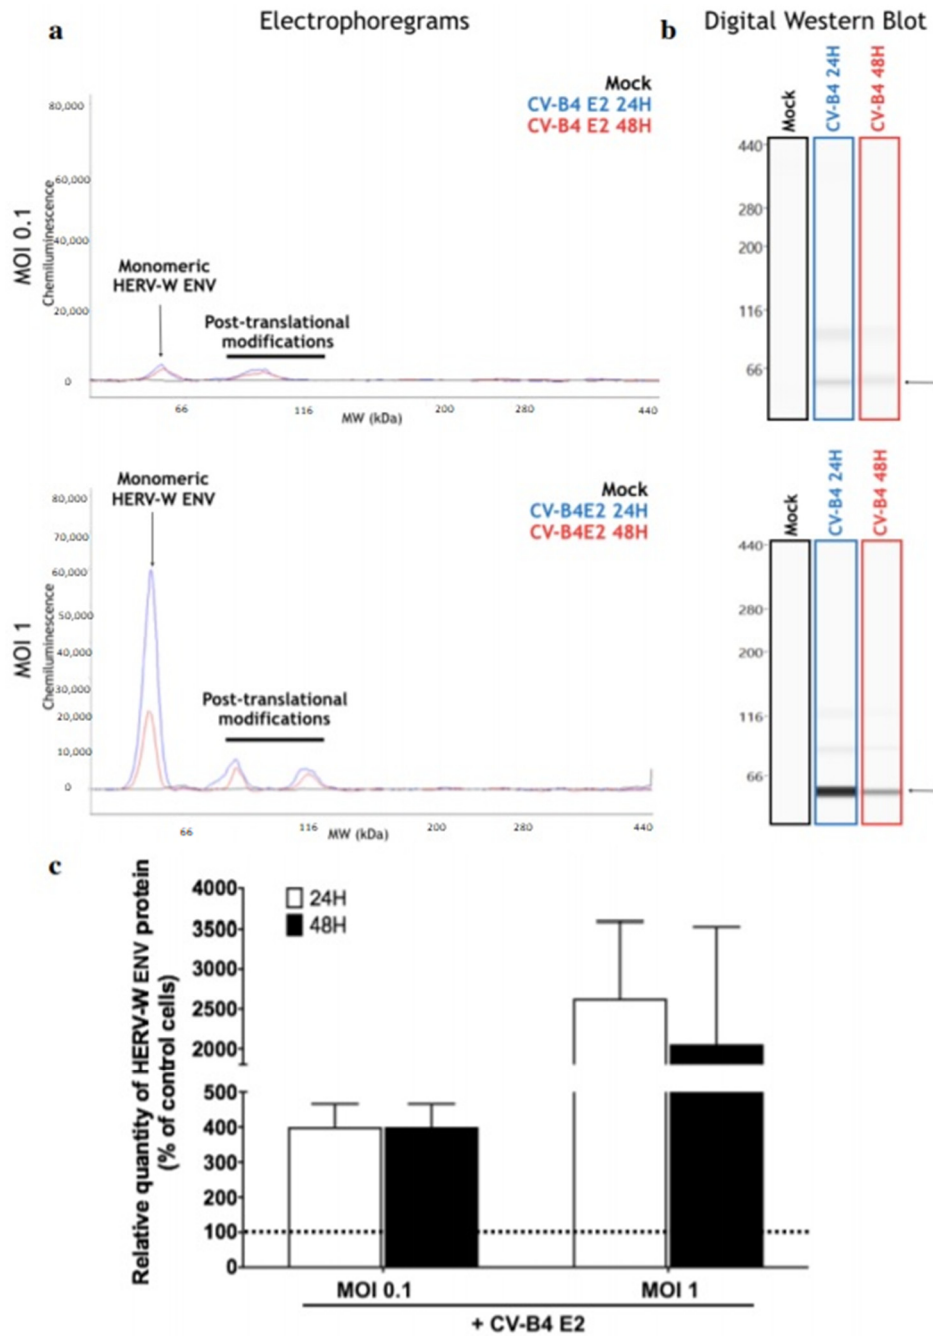 a
Electrophoregrams
b
Digital Western Blot
MOI 0.1
Chemiluminescence
80,000
60,000
40,000
20,000
0
Mock
CV-B4 E2 24H
CV-B4 E2 48H
Monomeric
HERV-W ENV
Post-translational
modifications
66
116
200
280
440
MW (kDa)
Mock
CV-B4 24H
CV-B4 48H
440
280
200
116
66
MOI 1
Chemiluminescence
80,000
70,000
60,000
50,000
40,000
30,000
20,000
10,000
0
Monomeric
HERV-W ENV
Mock
CV-B4E2 24H
CV-B4E2 48H
Post-translational
modifications
66
116
200
280
440
MW (kDa)
Mock
CV-B4 24H
CV-B4 48H
440
280
200
116
66
c
Relative quantity of HERV-W ENV protein
(% of control cells)
4000
3500
3000
2500
2000
500
400
300
200
100
0
24H
48H
MOI 0.1
MOI 1
+ CV-B4 E2